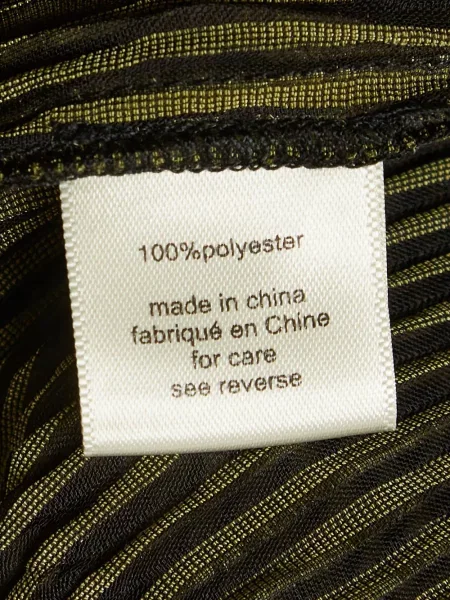 100%polyester
made in china
fabriqué en Chine
for care
see reverse